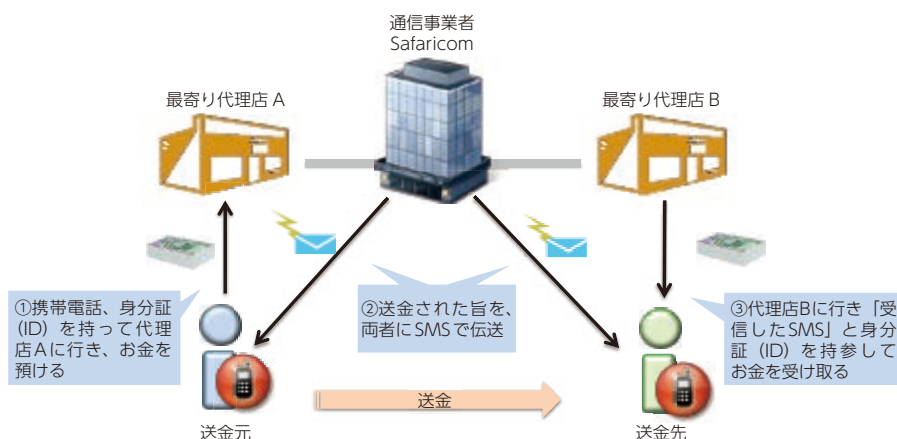 通信事業者
Safaricom
最寄り代理店 A
最寄り代理店 B
①携帯電話、身分証
(ID)を持って代理
店Aに行き、お金を
預ける
②送金された旨を、
両者にSMSで伝送
③代理店Bに行き「受
信したSMS」と身分
証(ID)を持参して
お金を受け取る
送金
送金元
送金先